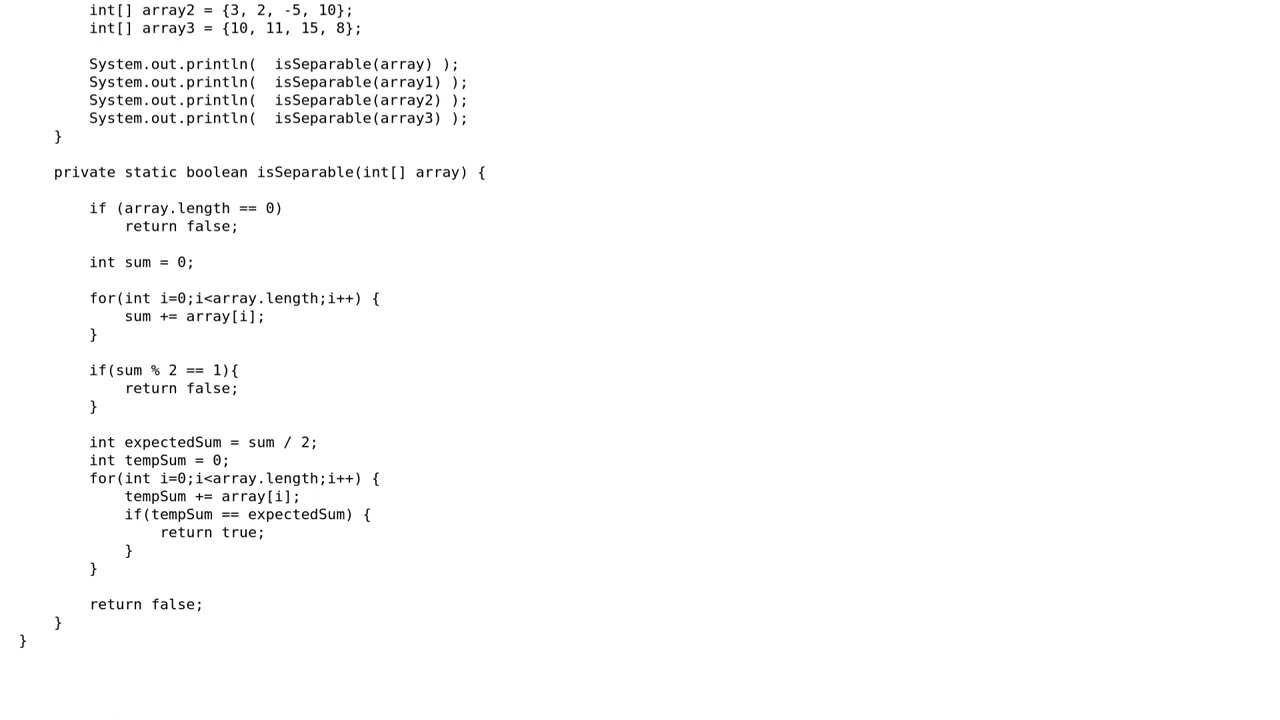 int[] array2 = {3, 2, -5, 10};
int[] array3 = {10, 11, 15, 8};
System.out.println(  isSeparable(array) );
System.out.println(  isSeparable(array1) );
System.out.println(  isSeparable(array2) );
System.out.println(  isSeparable(array3) );
}
private static boolean isSeparable(int[] array) {
if (array.length == 0)
return false;
int sum = 0;
for(int i=0;i<array.length;i++) {
sum += array[i];
}
if(sum % 2 == 1){
return false;
}
int expectedSum = sum / 2;
int tempSum = 0;
for(int i=0;i<array.length;i++) {
tempSum += array[i];
if(tempSum == expectedSum) {
return true;
}
}
return false;
}
}